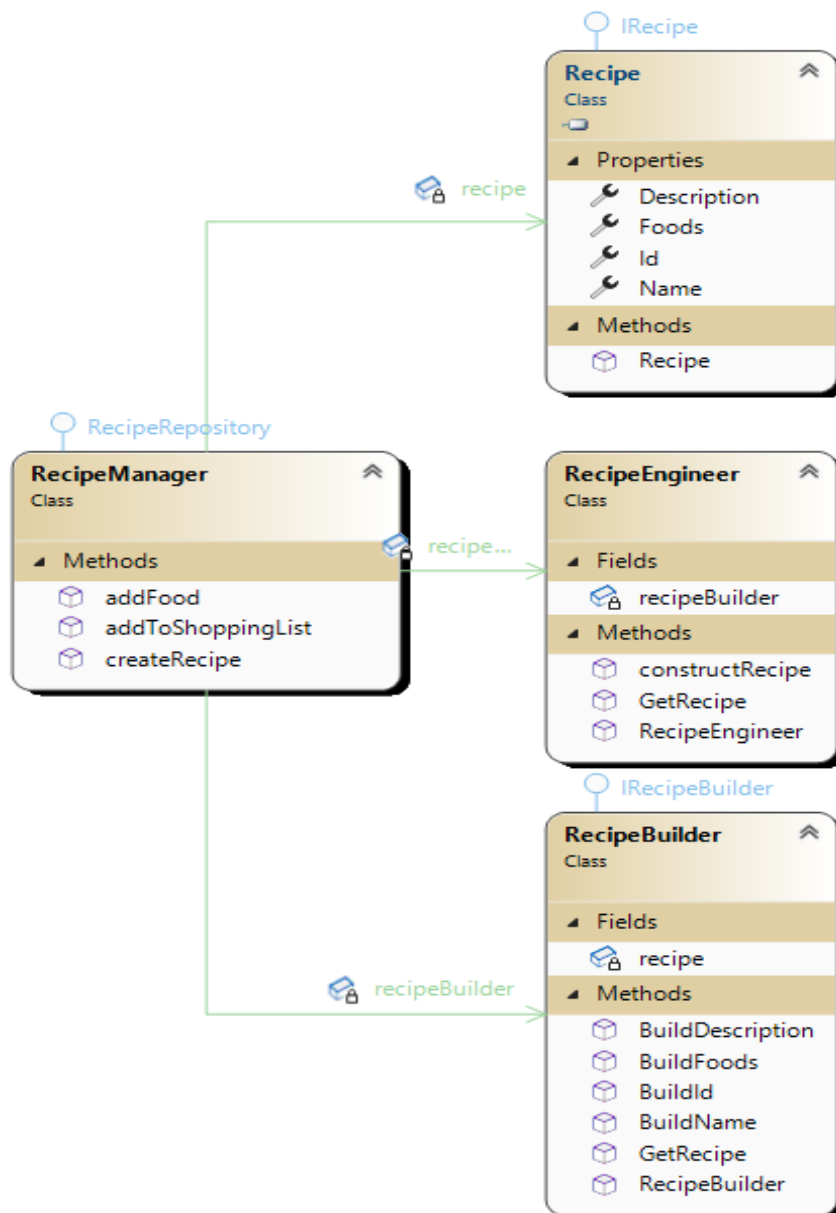 IRecipe
Recipe
Class
Properties
Description
Foods
Id
Name
Methods
Recipe
recipe
RecipeRepository
RecipeManager
Class
Methods
addFood
addToShoppingList
createRecipe
recipe...
RecipeEngineer
Class
Fields
recipeBuilder
Methods
constructRecipe
GetRecipe
RecipeEngineer
recipeBuilder
IRecipeBuilder
RecipeBuilder
Class
Fields
recipe
Methods
BuildDescription
BuildFoods
BuildId
BuildName
GetRecipe
RecipeBuilder